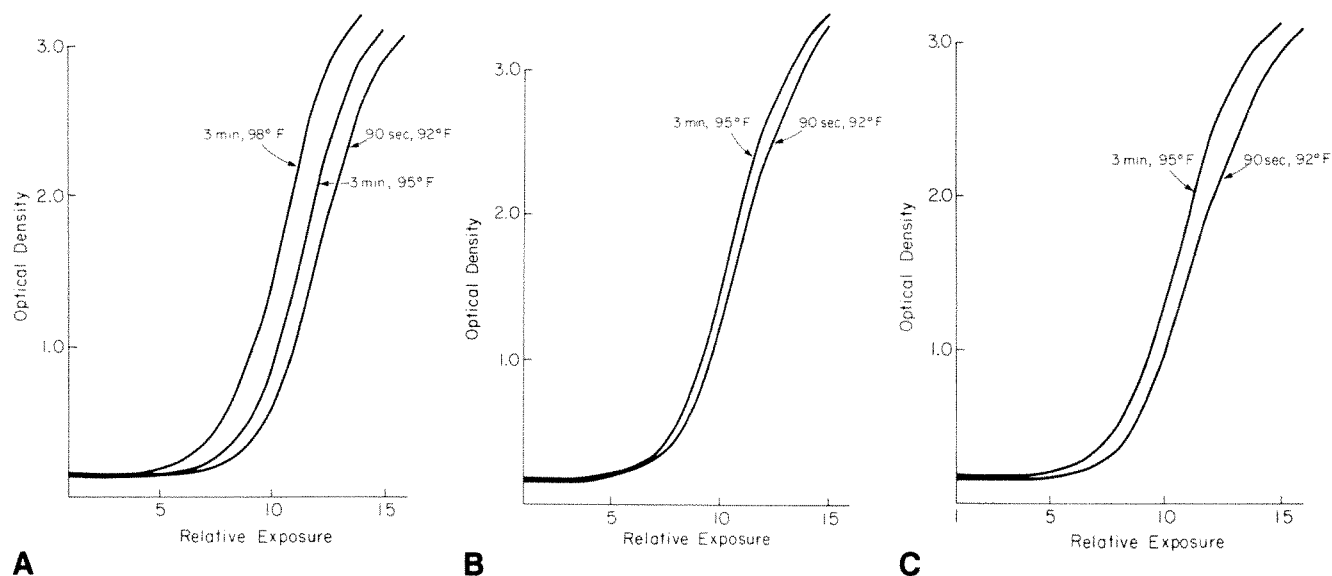 3.0
2.0
1.0
Optical Density
3 min, 98° F
90 sec, 92° F
3 min, 95° F
5
10
15
Relative Exposure
A
3.0
2.0
1.0
Optical Density
3 min, 95° F
90 sec, 92° F
5
10
15
Relative Exposure
B
3.0
2.0
1.0
Optical Density
3 min, 95° F
90 sec, 92° F
1
5
10
15
Relative Exposure
C